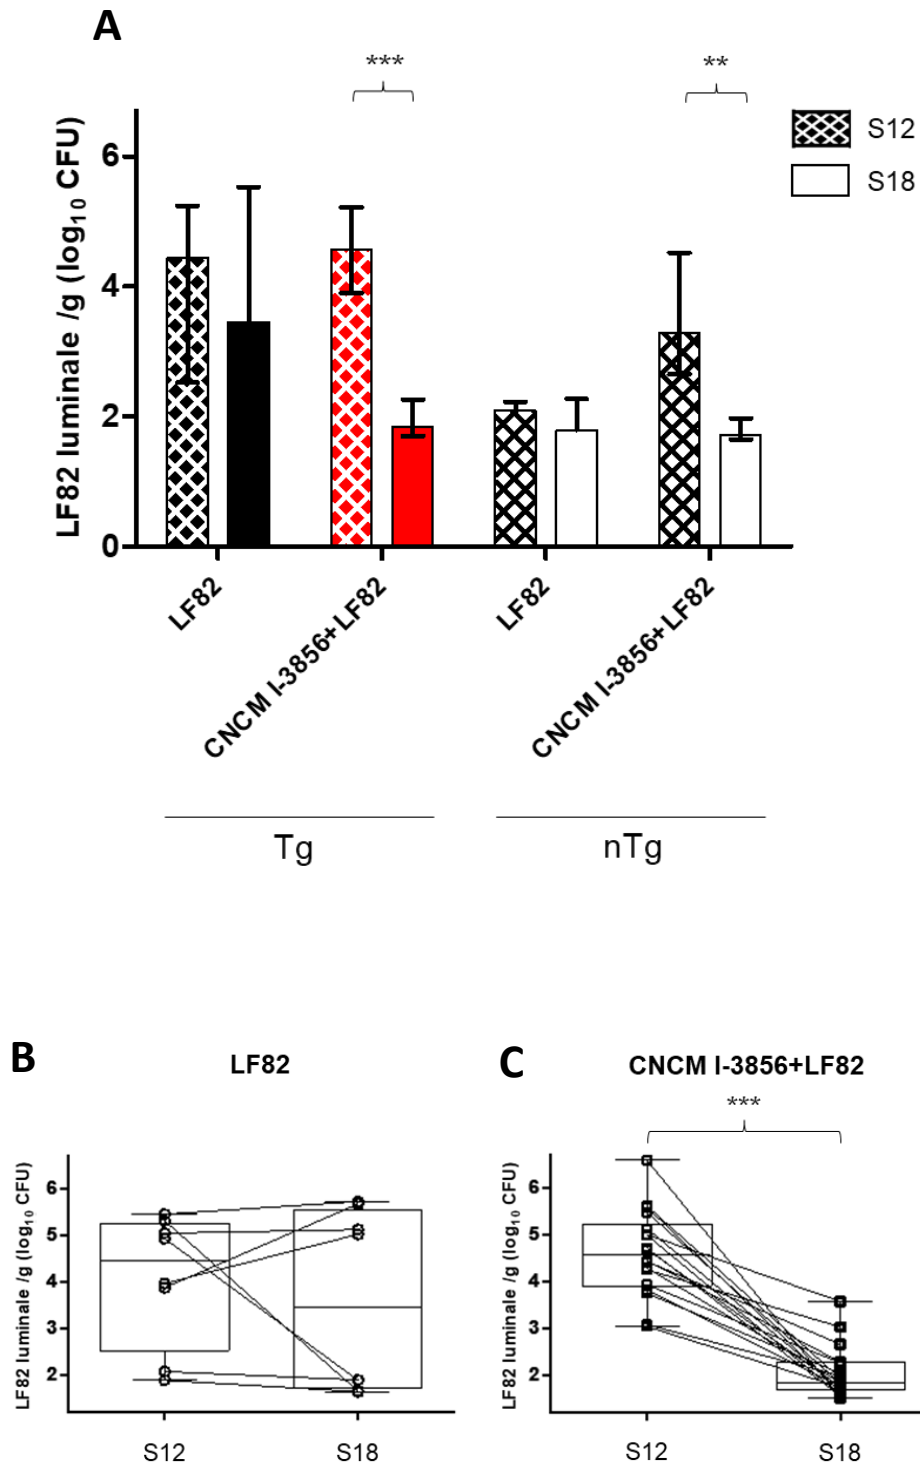 A
*** **
S12
S18
LF82 luminale /g (log₁₀ CFU)
6
4
2
0
LF82
CNCM I-3856+LF82
LF82
CNCM I-3856+LF82
Tg nTg
B LF82
LF82 luminale /g (log₁₀ CFU)
6
5
4
3
2
S12 S18
C CNCM I-3856+LF82
***
LF82 luminale /g (log₁₀ CFU)
6
5
4
3
2
S12 S18